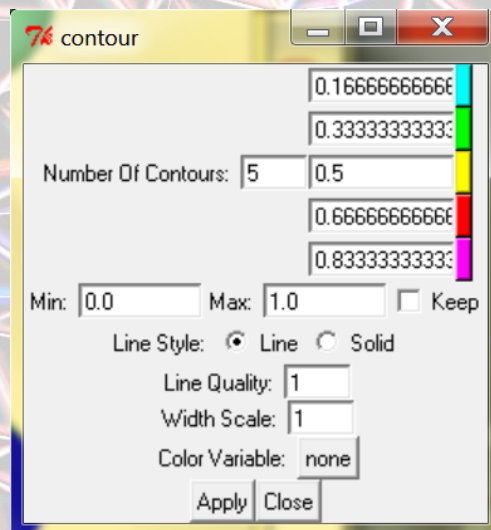 contour
0.16666666666
0.33333333333
Number Of Contours: 5 0.5
0.66666666666
0.83333333333
Min: 0.0 Max: 1.0 Keep
Line Style: Line Solid
Line Quality: 1
Width Scale: 1
Color Variable: none
Apply Close